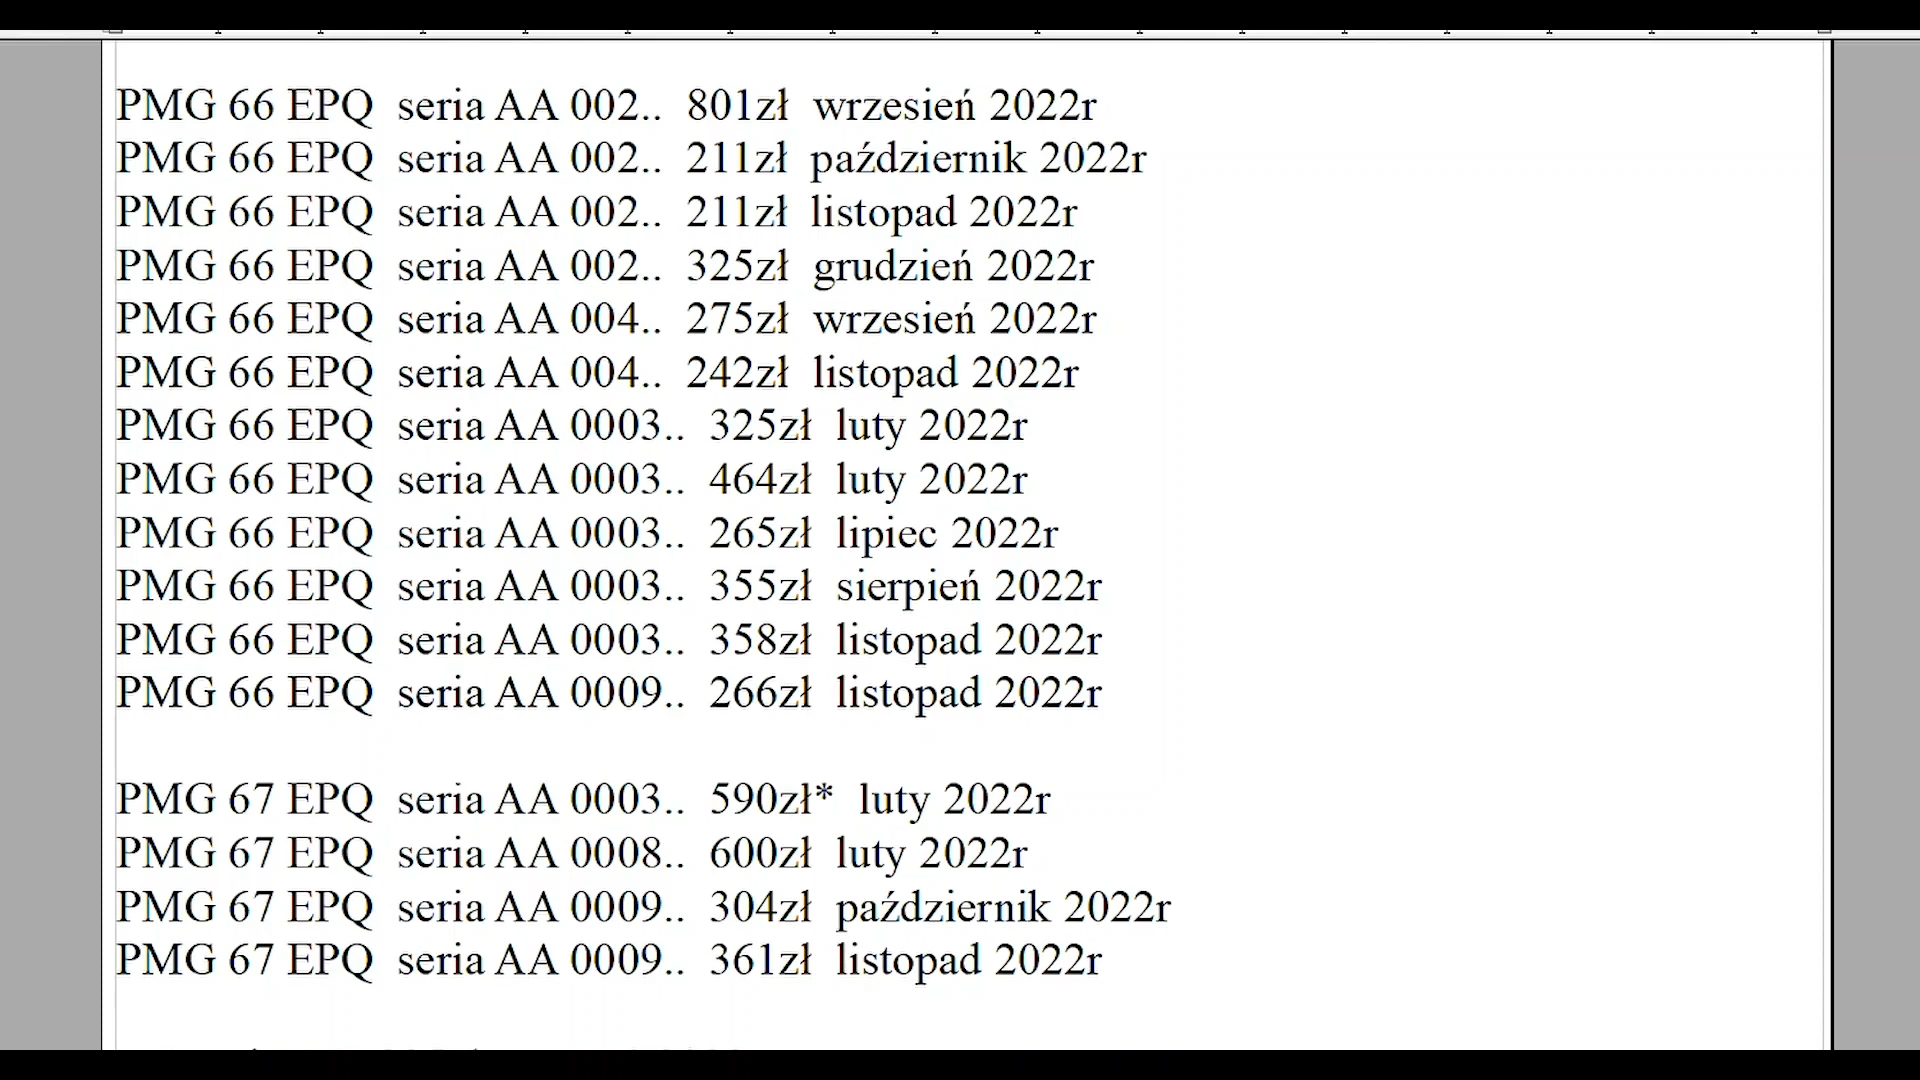 PMG 66 EPQ  seria AA 002..  801zł  wrzesień 2022r
PMG 66 EPQ  seria AA 002..  211zł  październik 2022r
PMG 66 EPQ  seria AA 002..  211zł  listopad 2022r
PMG 66 EPQ  seria AA 002..  325zł  grudzień 2022r
PMG 66 EPQ  seria AA 004..  275zł  wrzesień 2022r
PMG 66 EPQ  seria AA 004..  242zł  listopad 2022r
PMG 66 EPQ  seria AA 0003..  325zł  luty 2022r
PMG 66 EPQ  seria AA 0003..  464zł  luty 2022r
PMG 66 EPQ  seria AA 0003..  265zł  lipiec 2022r
PMG 66 EPQ  seria AA 0003..  355zł  sierpień 2022r
PMG 66 EPQ  seria AA 0003..  358zł  listopad 2022r
PMG 66 EPQ  seria AA 0009..  266zł  listopad 2022r
PMG 67 EPQ  seria AA 0003..  590zł*  luty 2022r
PMG 67 EPQ  seria AA 0008..  600zł  luty 2022r
PMG 67 EPQ  seria AA 0009..  304zł  październik 2022r
PMG 67 EPQ  seria AA 0009..  361zł  listopad 2022r